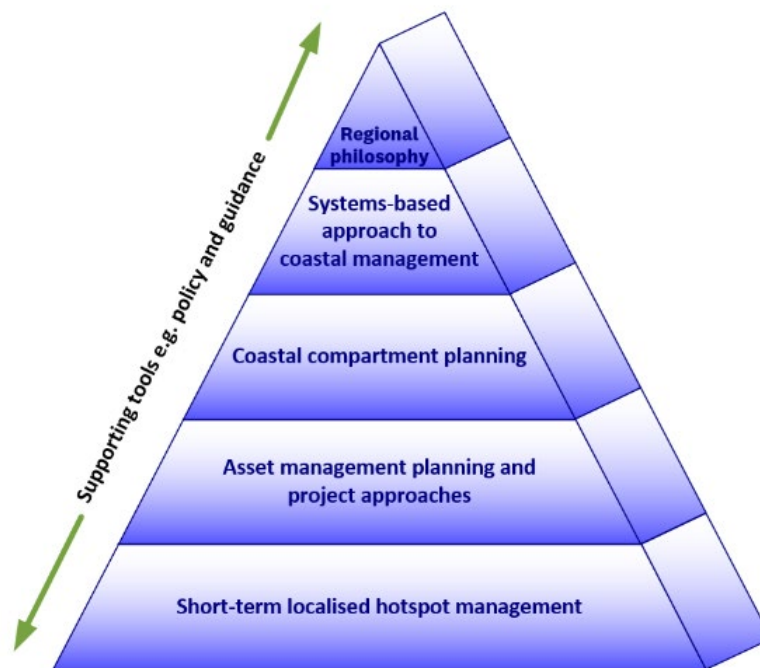 Regional
philosophy
Systems-based
approach to
coastal management
Coastal compartment planning
Asset management planning and
project approaches
Short-term localised hotspot management
Supporting tools e.g. policy and guidance